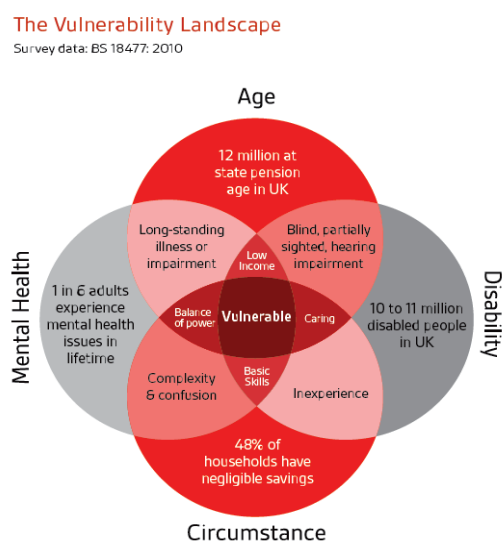 The Vulnerability Landscape
Survey data: BS 18477: 2010
Age
12 million at
state pension
age in UK
Long-standing
illness or
impairment
Low
Income
Blind, partially
sighted, hearing
impairment
Mental Health
1 in 6 adults
experience
mental health
issues in
lifetime
Balance
of power
Vulnerable
Caring
10 to 11 million
disabled people
in UK
Disability
Complexity
& confusion
Basic
Skills
Inexperience
48% of
households have
negligible savings
Circumstance